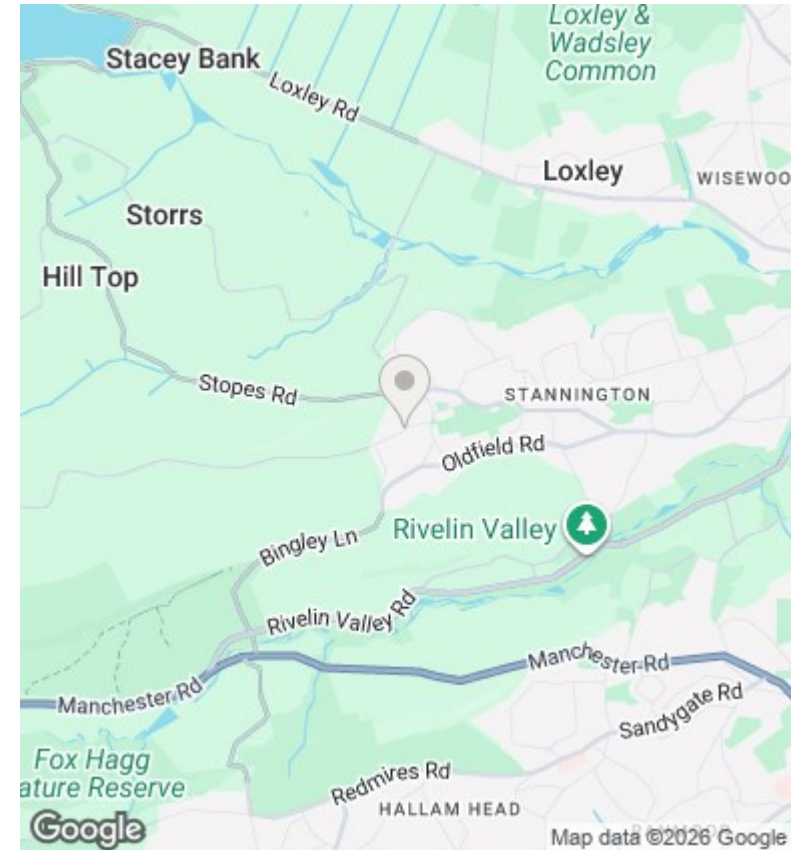 Loxley &
Wadsley
Common
Stacey Bank
Loxley Rd
Loxley
WISEWOO
Storrs
Hill Top
Stopes Rd
STANNINGTON
Oldfield Rd
Rivelin Valley
Bingley Ln
Rivelin Valley Rd
Manchester Rd
Manchester Rd
Sandygate Rd
Fox Hagg
ature Reserve
Redmires Rd
HALLAM HEAD
Google
Map data ©2026 Google